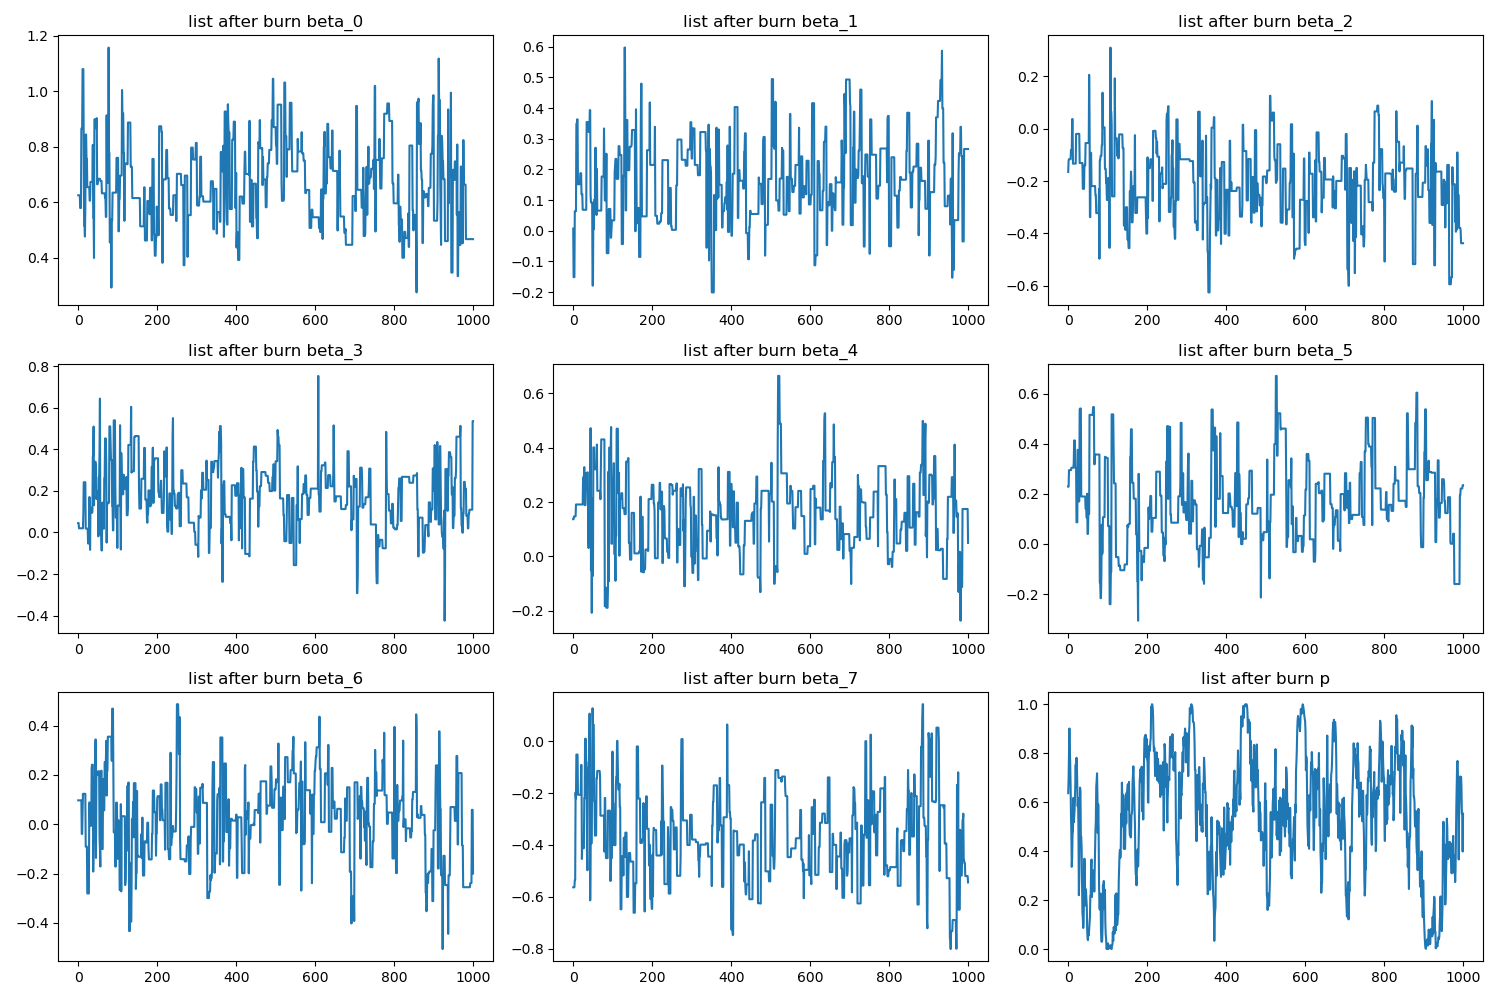 list after burn beta_0
list after burn beta_1
list after burn beta_2
1.2
1.0
0.8
0.6
0.4
0.6
0.5
0.4
0.3
0.2
0.1
0.0
−0.1
−0.2
0.2
0.0
−0.2
−0.4
−0.6
0 200 400 600 800 1000
0 200 400 600 800 1000
0 200 400 600 800 1000
list after burn beta_3
list after burn beta_4
list after burn beta_5
0.8
0.6
0.4
0.2
0.0
−0.2
−0.4
0.6
0.4
0.2
0.0
−0.2
0.6
0.4
0.2
0.0
−0.2
0 200 400 600 800 1000
0 200 400 600 800 1000
0 200 400 600 800 1000
list after burn beta_6
list after burn beta_7
list after burn p
0.4
0.2
0.0
−0.2
−0.4
0.0
−0.2
−0.4
−0.6
−0.8
1.0
0.8
0.6
0.4
0.2
0.0
0 200 400 600 800 1000
0 200 400 600 800 1000
0 200 400 600 800 1000